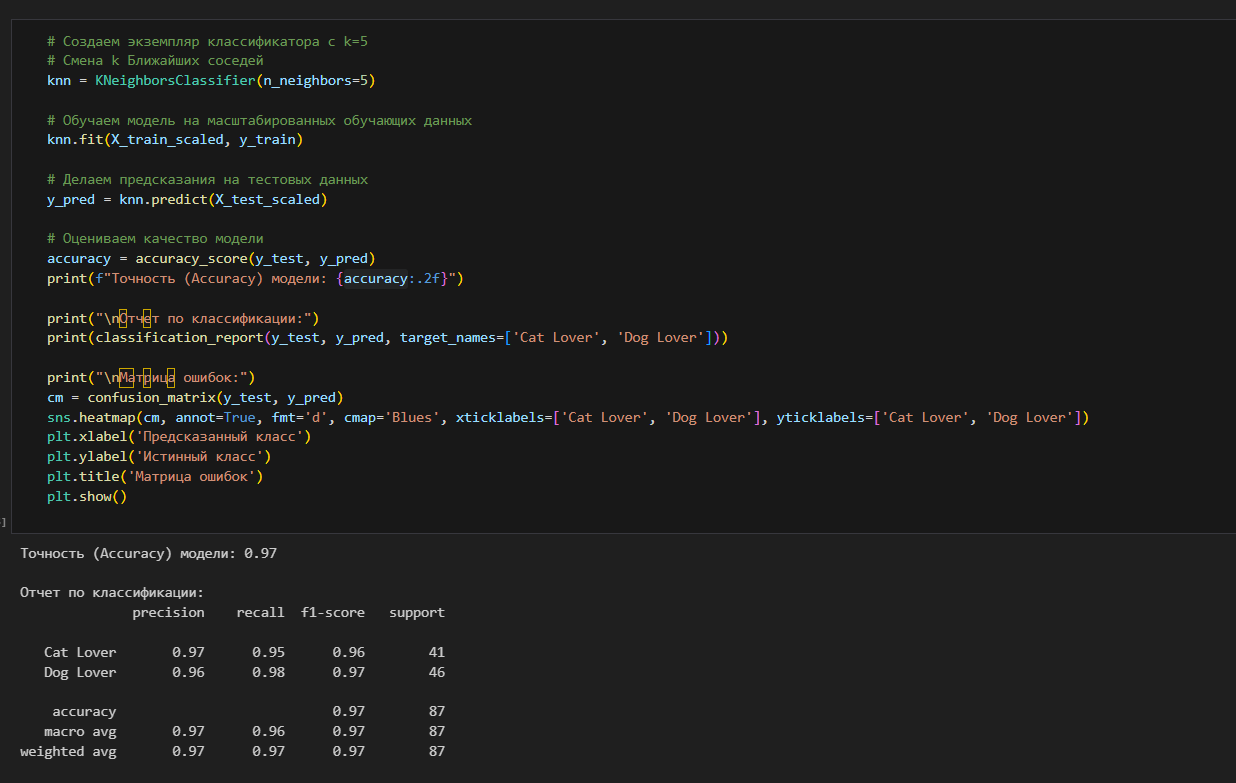 # Создаем экземпляр классификатора с k=5
# Смена k Ближайших соседей
knn = KNeighborsClassifier(n_neighbors=5)
# Обучаем модель на масштабированных обучающих данных
knn.fit(X_train_scaled, y_train)
# Делаем предсказания на тестовых данных
y_pred = knn.predict(X_test_scaled)
# Оцениваем качество модели
accuracy = accuracy_score(y_test, y_pred)
print(f"Точность (Accuracy) модели: {accuracy:.2f}")
print("\nОтчет по классификации:")
print(classification_report(y_test, y_pred, target_names=['Cat Lover', 'Dog Lover']))
print("\nМатрица ошибок:")
cm = confusion_matrix(y_test, y_pred)
sns.heatmap(cm, annot=True, fmt='d', cmap='Blues', xticklabels=['Cat Lover', 'Dog Lover'], yticklabels=['Cat Lover', 'Dog Lover'])
plt.xlabel('Предсказанный класс')
plt.ylabel('Истинный класс')
plt.title('Матрица ошибок')
plt.show()
]
Точность (Accuracy) модели: 0.97
Отчет по классификации:
precision recall f1-score support
Cat Lover 0.97 0.95 0.96 41
Dog Lover 0.96 0.98 0.97 46
accuracy 0.97 87
macro avg 0.97 0.96 0.97 87
weighted avg 0.97 0.97 0.97 87